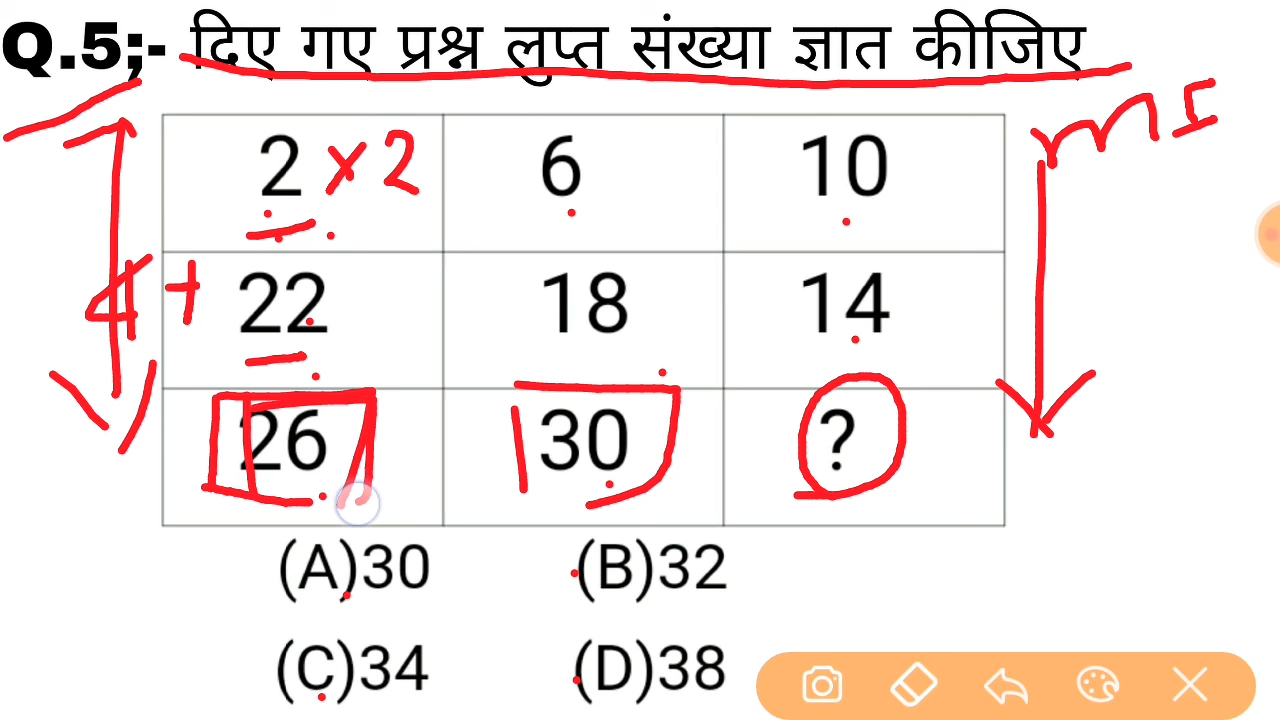 Q.5;- दिए गए प्रश्न लुप्त संख्या ज्ञात कीजिए
2 × 2 6 10
4 + 22 18 14
26 30 ?
(A)30 (B)32
(C)34 (D)38